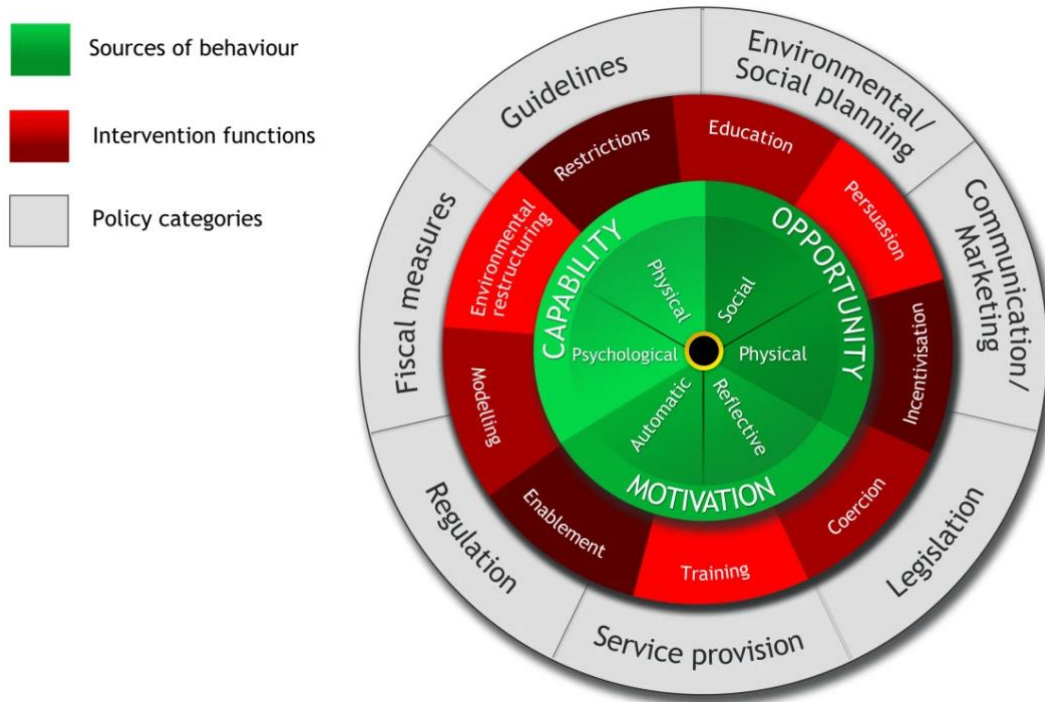 Sources of behaviour
Intervention functions
Policy categories
Guidelines
Environmental/
Social planning
Communication/
Marketing
Legislation
Service provision
Regulation
Fiscal measures
Restrictions
Education
Persuasion
Incentivisation
Coercion
Training
Enablement
Modelling
Environmental
restructuring
CAPABILITY
OPPORTUNITY
MOTIVATION
Physical
Social
Physical
Reflective
Automatic
Psychological